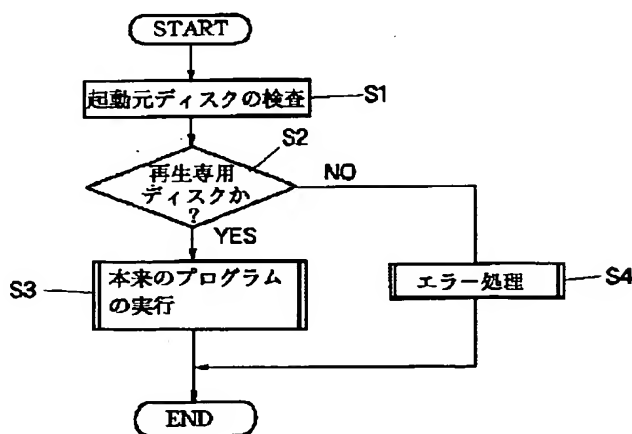 START
起動元ディスクの検査
S1
S2
再生専用
ディスクか
?
NO
YES
S3
本来のプログラム
の実行
エラー処理
S4
END